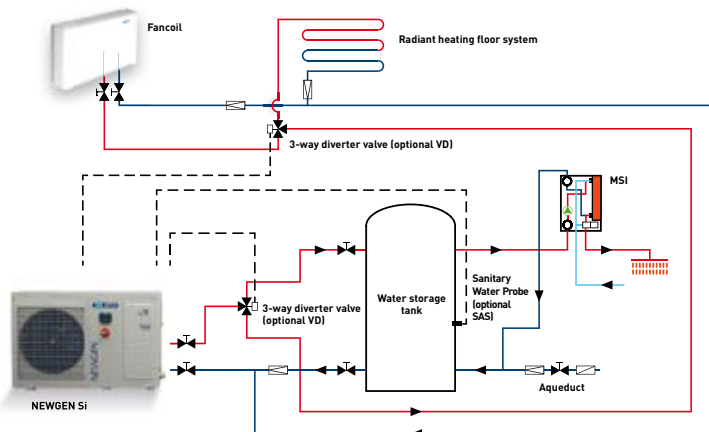 Fancoil
Radiant heating floor system
3-way diverter valve (optional VD)
MSI
Sanitary
Water Probe
(optional
SAS)
Water storage
tank
3-way diverter valve
(optional VD)
Aqueduct
NEWGEN
NEWGEN Si